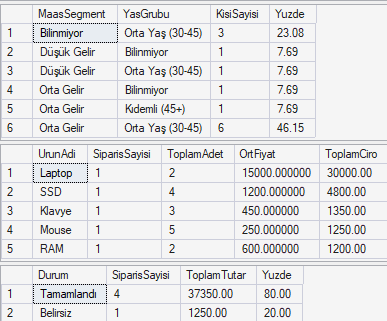 MaasSegment YasGrubu KisiSayisi Yuzde
1 Bilinmiyor Orta Yaş (30-45) 3 23.08
2 Düşük Gelir Bilinmiyor 1 7.69
3 Düşük Gelir Orta Yaş (30-45) 1 7.69
4 Orta Gelir Bilinmiyor 1 7.69
5 Orta Gelir Kıdemli (45+) 1 7.69
6 Orta Gelir Orta Yaş (30-45) 6 46.15
UrunAdi SiparisSayisi ToplamAdet OrtFiyat ToplamCiro
1 Laptop 1 2 15000.000000 30000.00
2 SSD 1 4 1200.000000 4800.00
3 Klavye 1 3 450.000000 1350.00
4 Mouse 1 5 250.000000 1250.00
5 RAM 1 2 600.000000 1200.00
Durum SiparisSayisi ToplamTutar Yuzde
1 Tamamlandı 4 37350.00 80.00
2 Belirsiz 1 1250.00 20.00